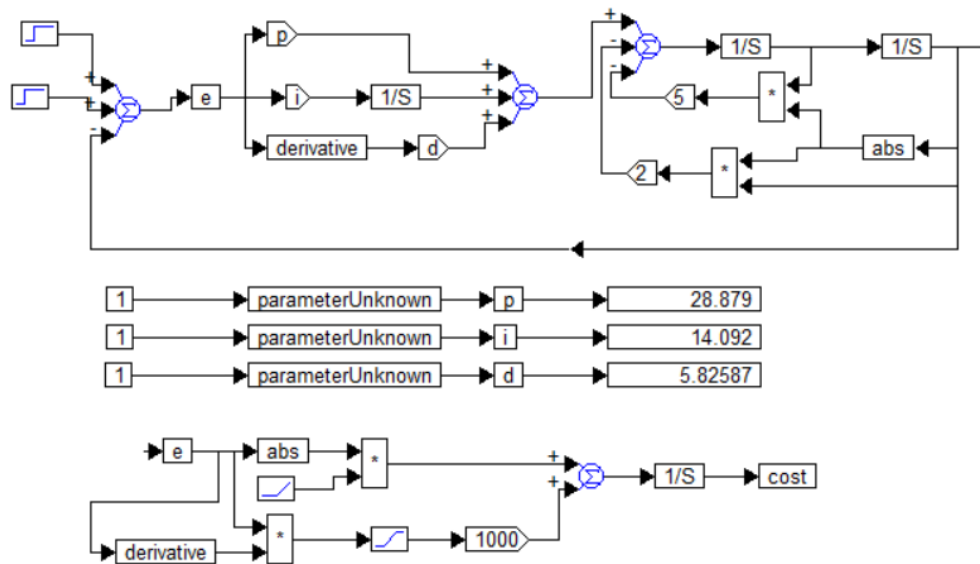 + + - Σ e p i 1/S derivative d + + + Σ + - - Σ 1/S 1/S
5 * abs
2 *
1 parameterUnknown p 28.879
1 parameterUnknown i 14.092
1 parameterUnknown d 5.82587
e abs * + + Σ 1/S cost
derivative * 1000